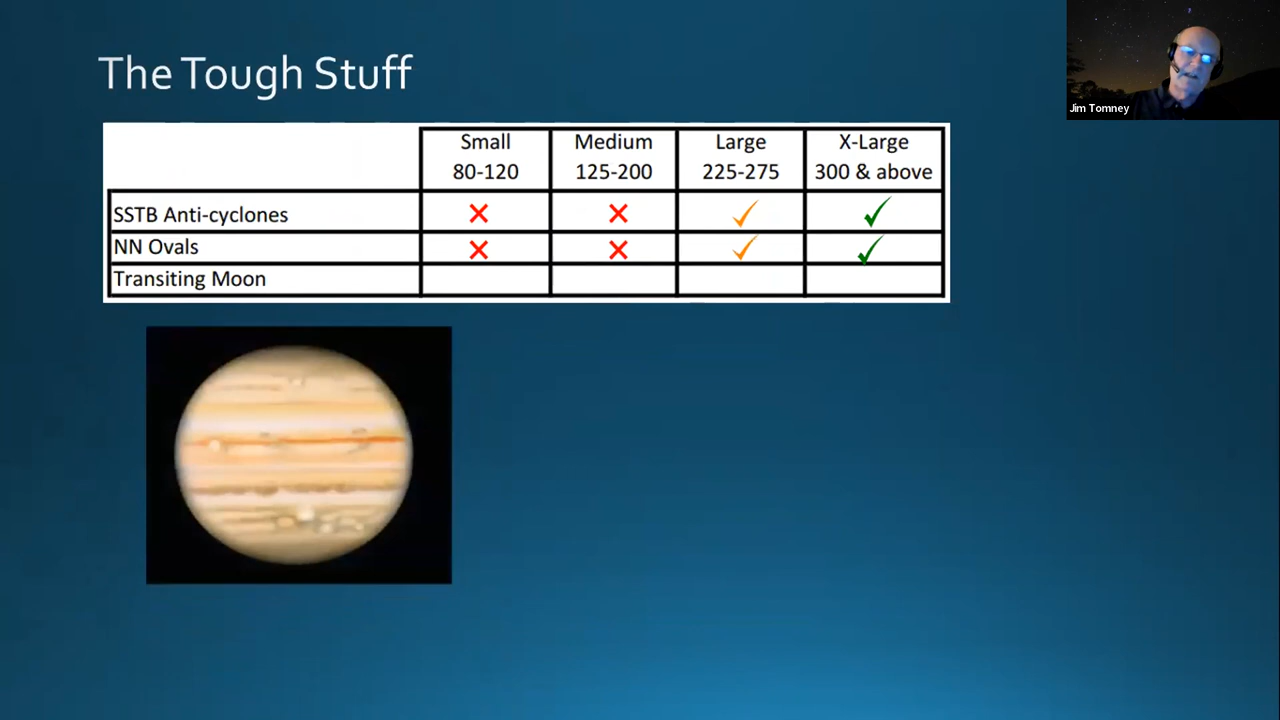 The Tough Stuff
Jim Tomney
Small Medium Large X-Large
80-120 125-200 225-275 300 & above
SSTB Anti-cyclones
NN Ovals
Transiting Moon